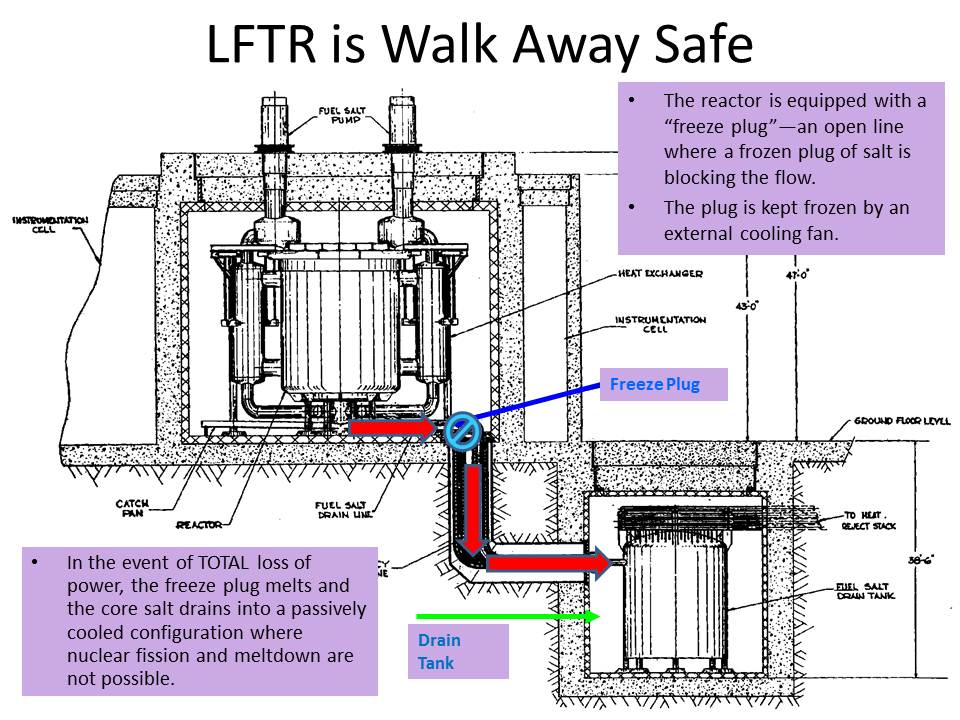 LFTR is Walk Away Safe
• The reactor is equipped with a
“freeze plug”—an open line
where a frozen plug of salt is
blocking the flow.
• The plug is kept frozen by an
external cooling fan.
FUEL SALT
PUMP
INSTRUMENTATION
CELL
HEAT EXCHANGER
INSTRUMENTATION
CELL
43'-0"
47'-0"
Freeze Plug
GROUND FLOOR LEVEL
CATCH
PAN
REACTOR
FUEL SALT
DRAIN LINE
TO HEAT
REJECT STACK
38'-6"
FUEL SALT
DRAIN TANK
• In the event of TOTAL loss of
power, the freeze plug melts and
the core salt drains into a passively
cooled configuration where
nuclear fission and meltdown are
not possible.
Drain
Tank